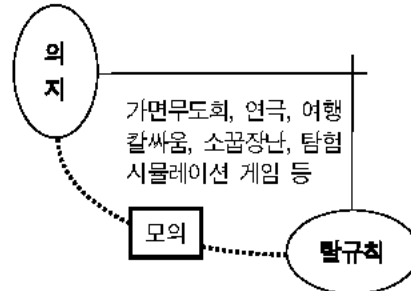 의
지
가면무도회, 연극, 여행
칼싸움, 소꿉장난, 탐험
시뮬레이션 게임 등
모의
탈규칙